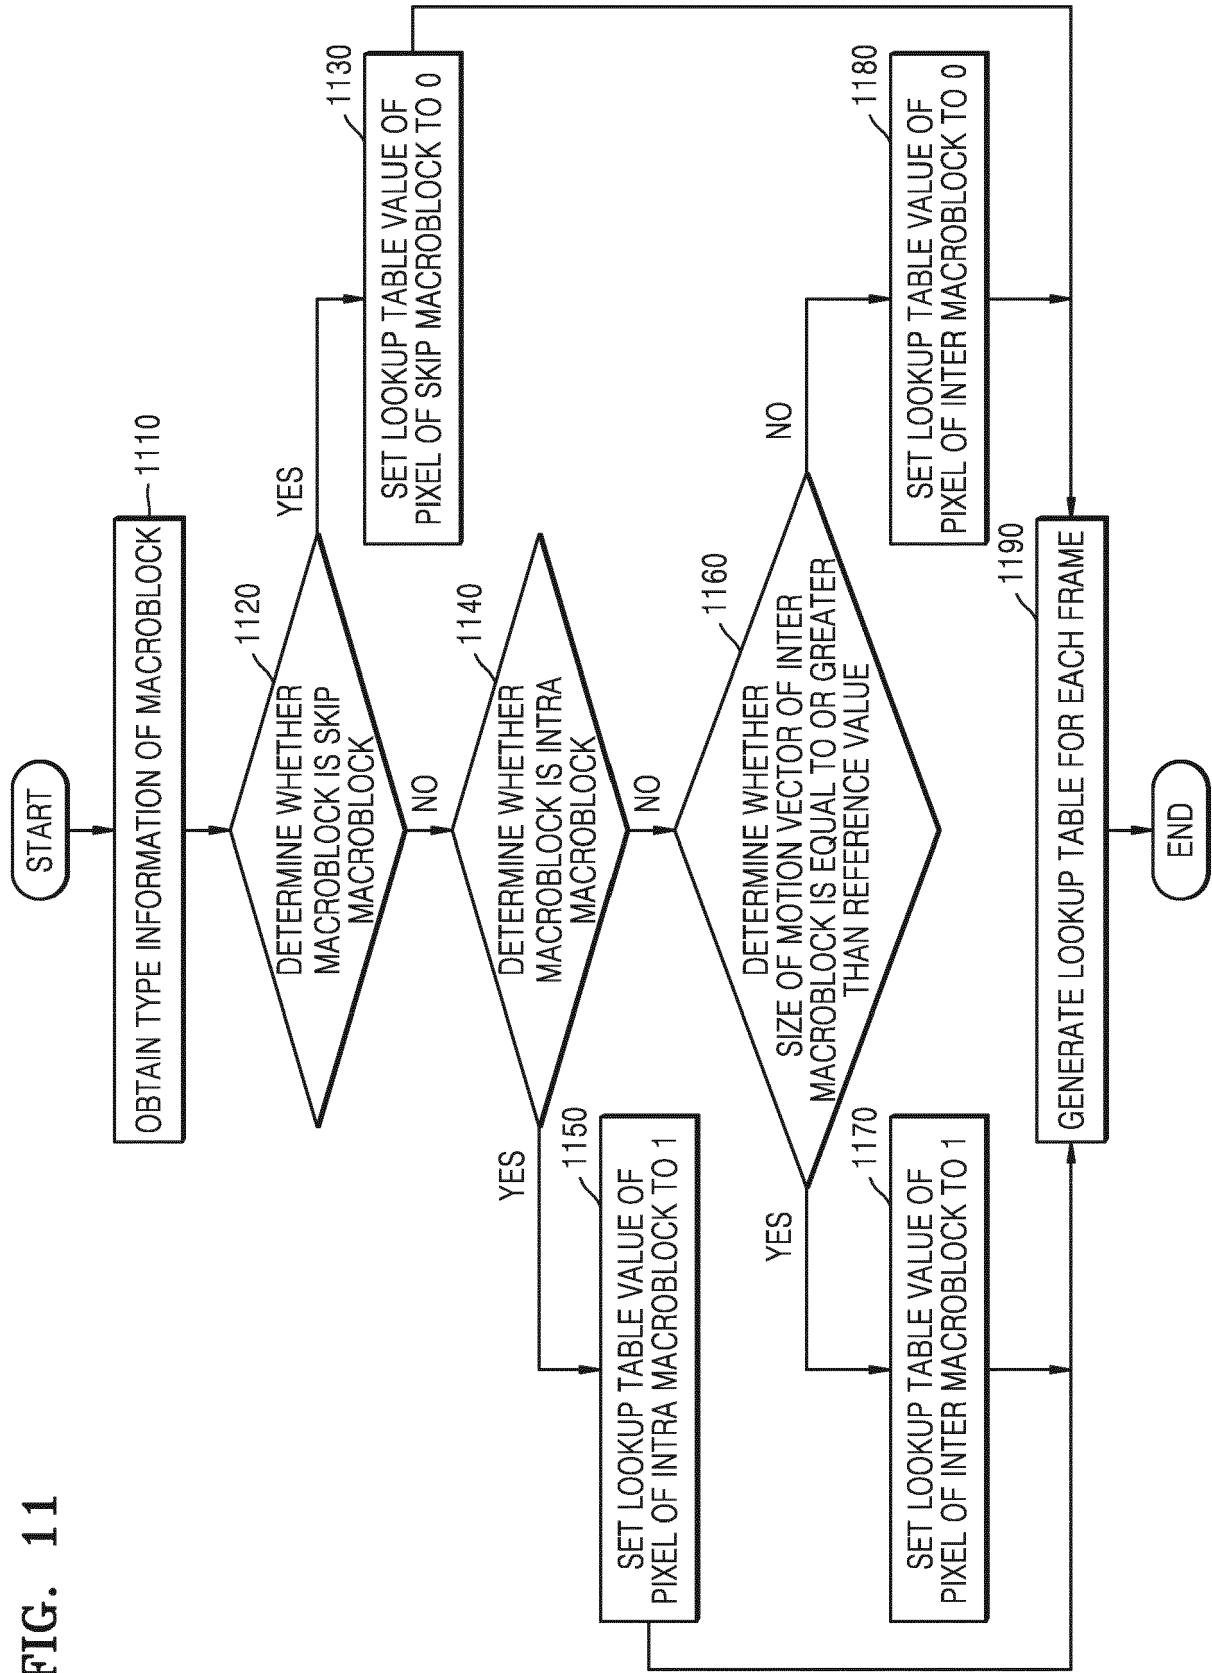 FIG. 11
START
1110
OBTAIN TYPE INFORMATION OF MACROBLOCK
1120
DETERMINE WHETHER
MACROBLOCK IS SKIP
MACROBLOCK
YES
NO
1130
SET LOOKUP TABLE VALUE OF
PIXEL OF SKIP MACROBLOCK TO 0
1140
DETERMINE WHETHER
MACROBLOCK IS INTRA
MACROBLOCK
YES
NO
1150
SET LOOKUP TABLE VALUE OF
PIXEL OF INTRA MACROBLOCK TO 1
1160
DETERMINE WHETHER
SIZE OF MOTION VECTOR OF INTER
MACROBLOCK IS EQUAL TO OR GREATER
THAN REFERENCE VALUE
YES
NO
1170
SET LOOKUP TABLE VALUE OF
PIXEL OF INTER MACROBLOCK TO 1
1180
SET LOOKUP TABLE VALUE OF
PIXEL OF INTER MACROBLOCK TO 0
1190
GENERATE LOOKUP TABLE FOR EACH FRAME
END